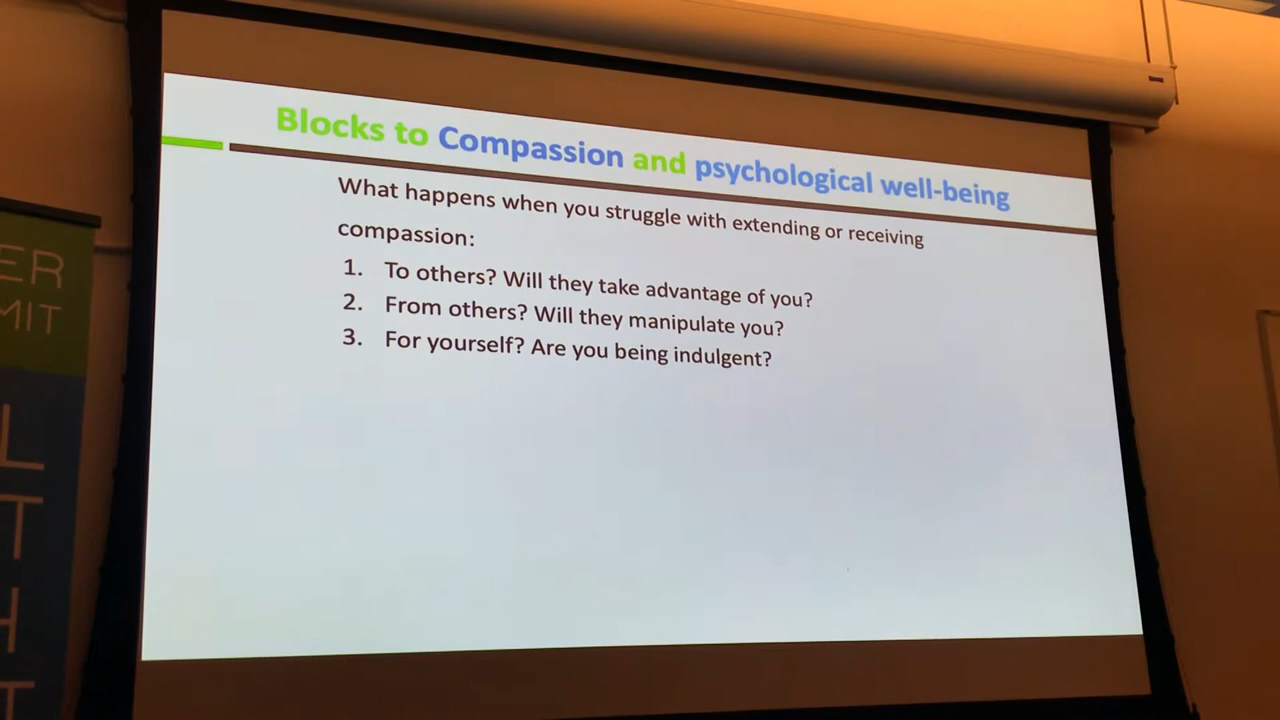 Blocks to Compassion and psychological well-being
What happens when you struggle with extending or receiving
compassion:
1. To others? Will they take advantage of you?
2. From others? Will they manipulate you?
3. For yourself? Are you being indulgent?
ER
MIT
L
T
H
T